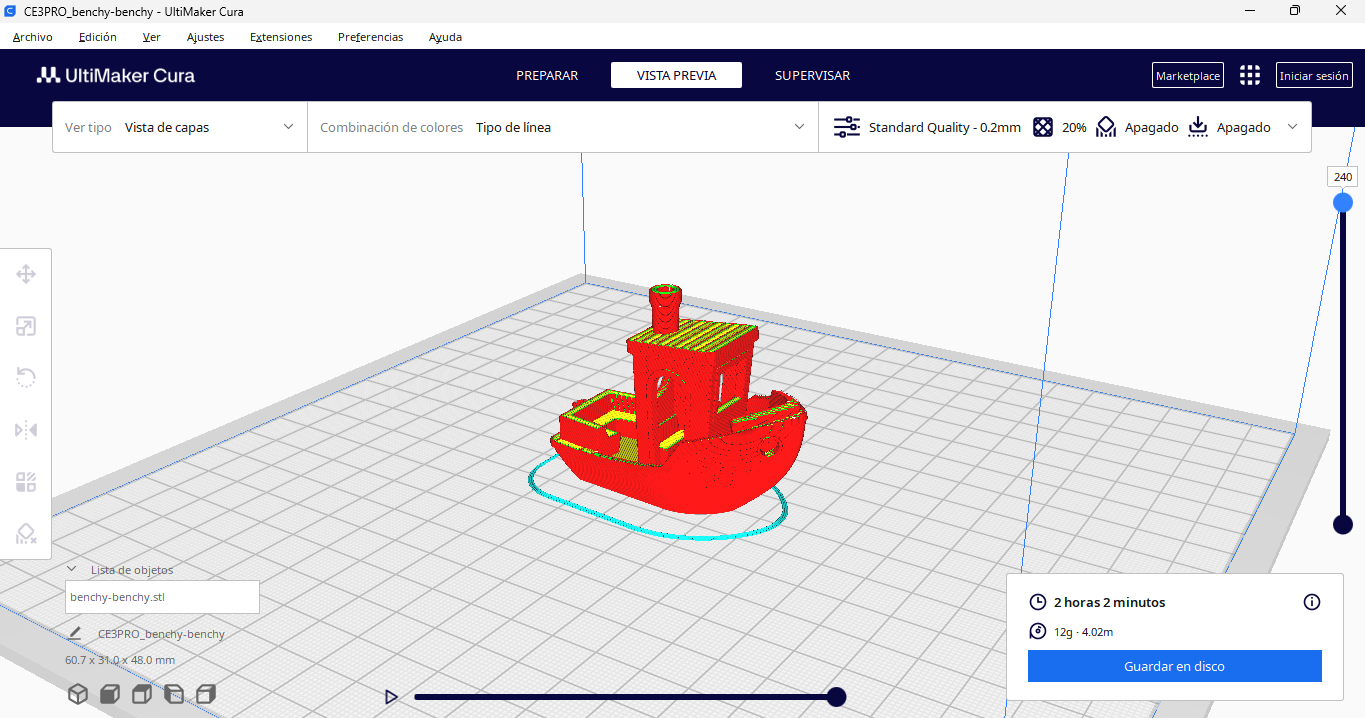 CE3PRO_benchy-benchy - UltiMaker Cura
Archivo Edición Ver Ajustes Extensiones Preferencias Ayuda
UltiMaker Cura PREPARAR VISTA PREVIA SUPERVISAR Marketplace Iniciar sesión
Ver tipo Vista de capas Combinación de colores Tipo de línea Standard Quality - 0.2mm 20% Apagado Apagado
240
Lista de objetos
benchy-benchy.stl
CE3PRO_benchy-benchy
60.7 x 31.0 x 48.0 mm
2 horas 2 minutos
12g · 4.02m
Guardar en disco